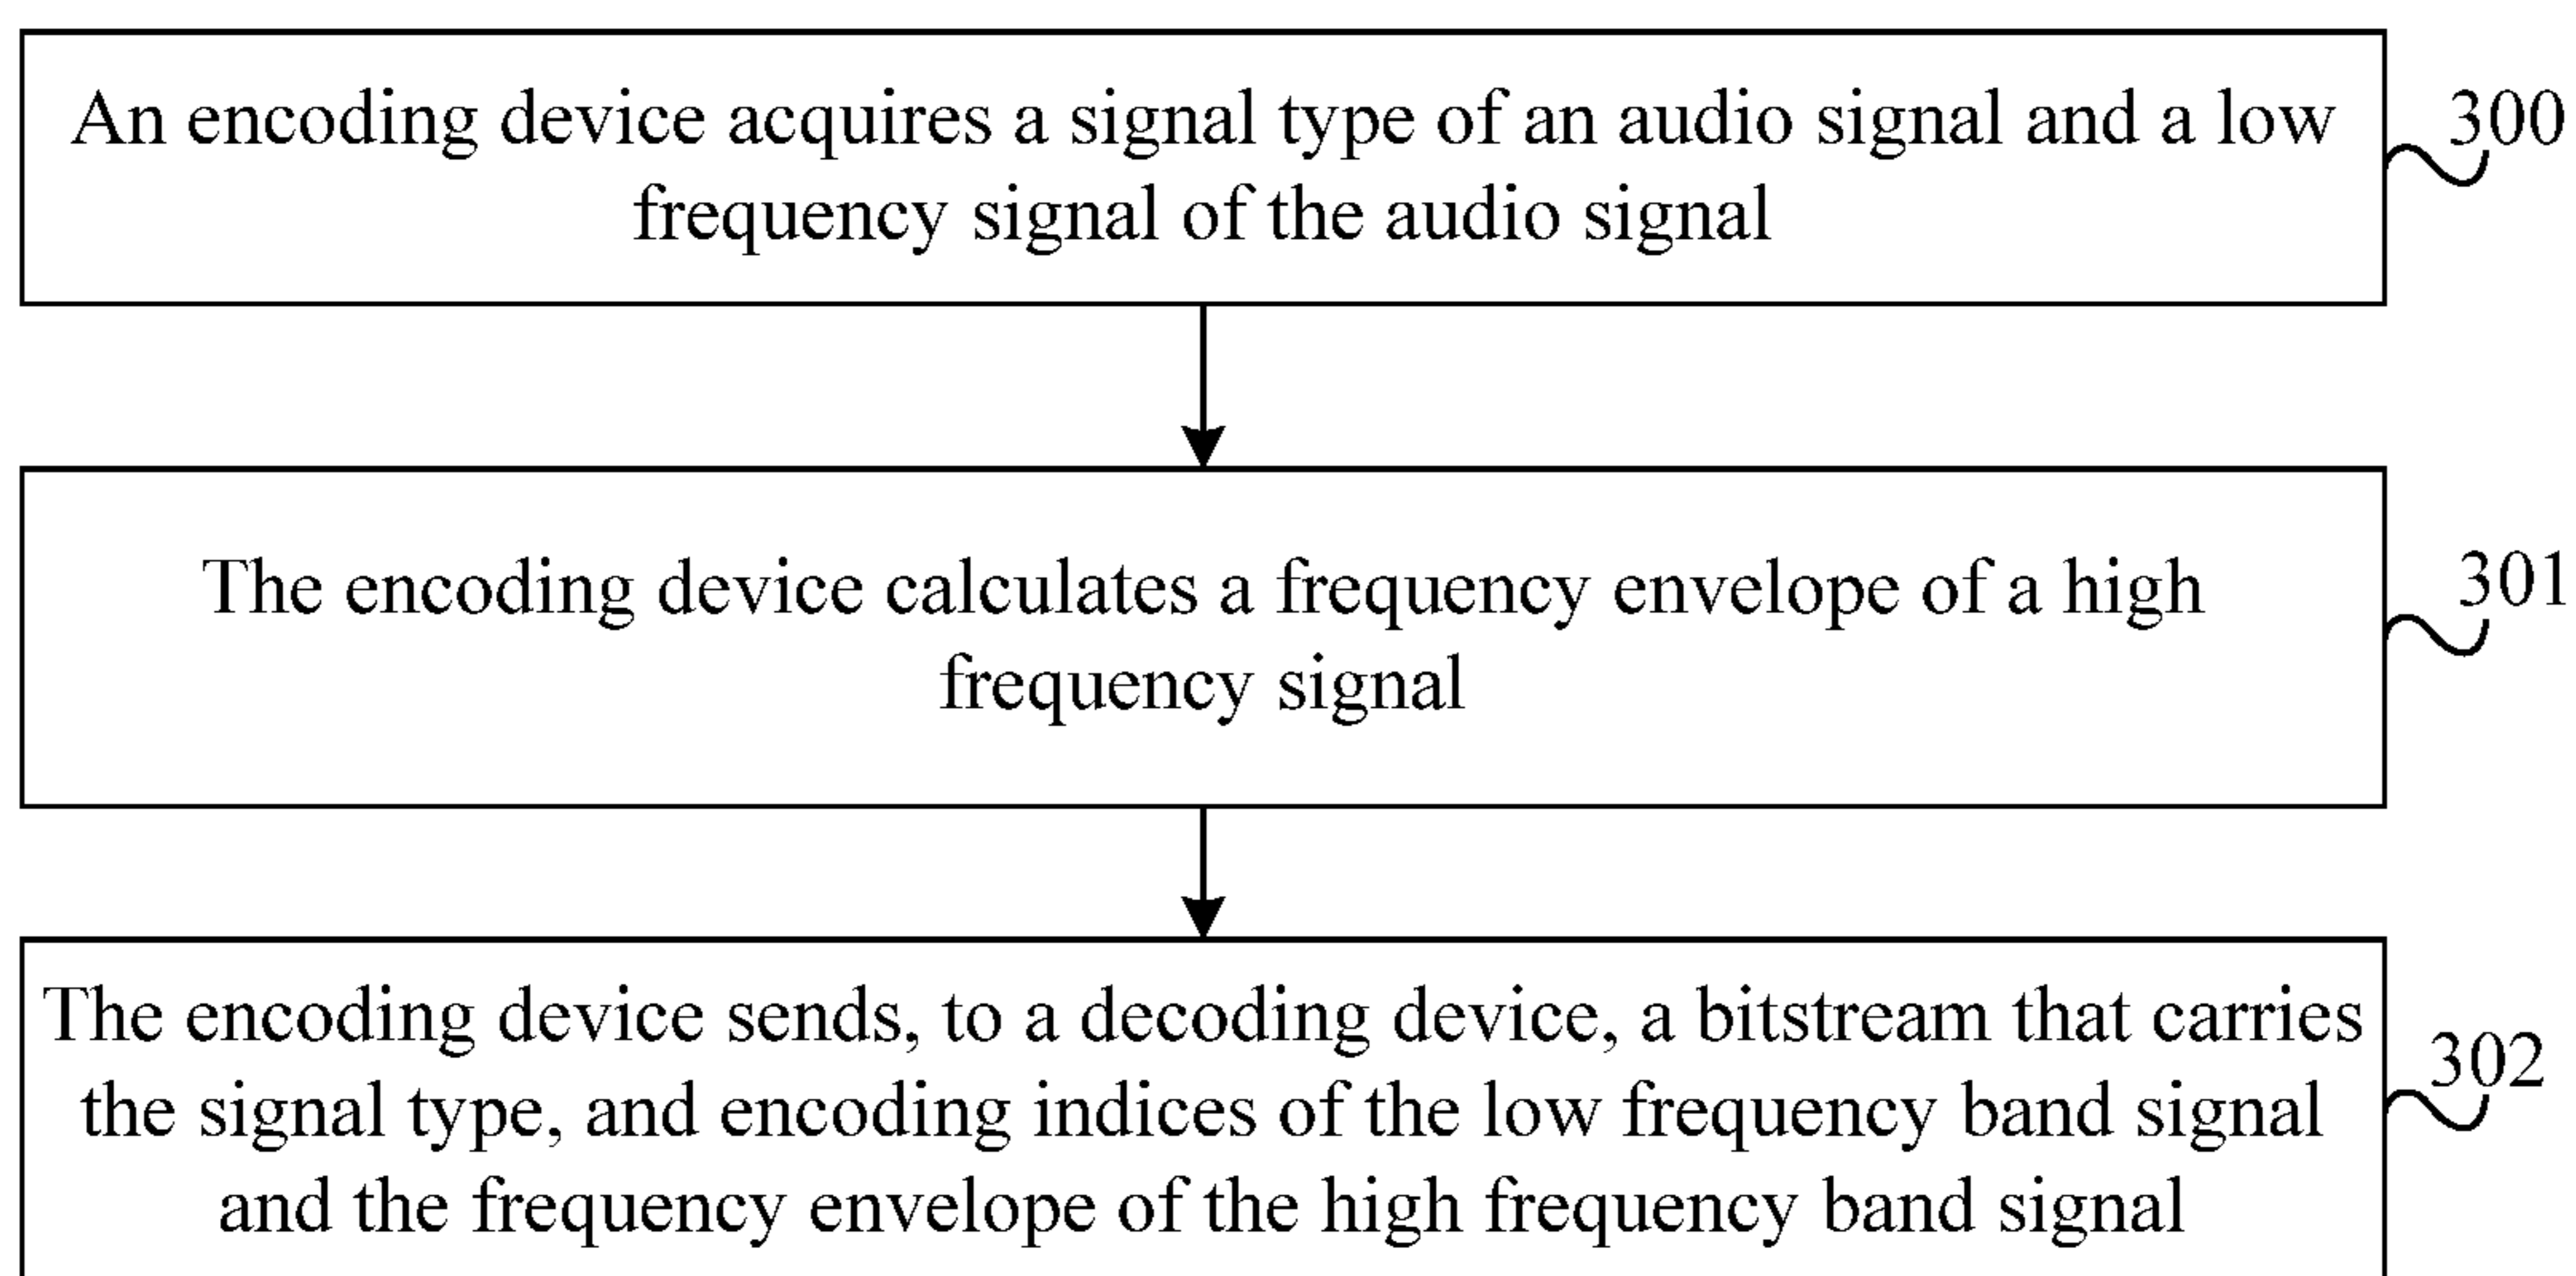 An encoding device acquires a signal type of an audio signal and a low
frequency signal of the audio signal
300
The encoding device calculates a frequency envelope of a high
frequency signal
301
The encoding device sends, to a decoding device, a bitstream that carries
the signal type, and encoding indices of the low frequency band signal
and the frequency envelope of the high frequency band signal
302